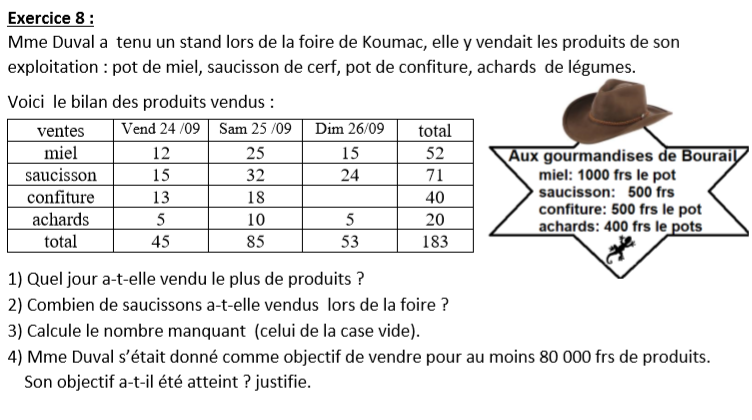 Exercice 8 :
Mme Duval a tenu un stand lors de la foire de Koumac, elle y vendait les produits de son
exploitation : pot de miel, saucisson de cerf, pot de confiture, achards de légumes.
Voici le bilan des produits vendus :
ventes Vend 24 /09 Sam 25 /09 Dim 26/09 total
miel 12 25 15 52
saucisson 15 32 24 71
confiture 13 18 40
achards 5 10 5 20
total 45 85 53 183
Aux gourmandises de Bourail
miel: 1000 frs le pot
saucisson: 500 frs
confiture: 500 frs le pot
achards: 400 frs le pots
1) Quel jour a-t-elle vendu le plus de produits ?
2) Combien de saucissons a-t-elle vendus lors de la foire ?
3) Calcule le nombre manquant (celui de la case vide).
4) Mme Duval s'était donné comme objectif de vendre pour au moins 80 000 frs de produits.
Son objectif a-t-il été atteint ? justifie.